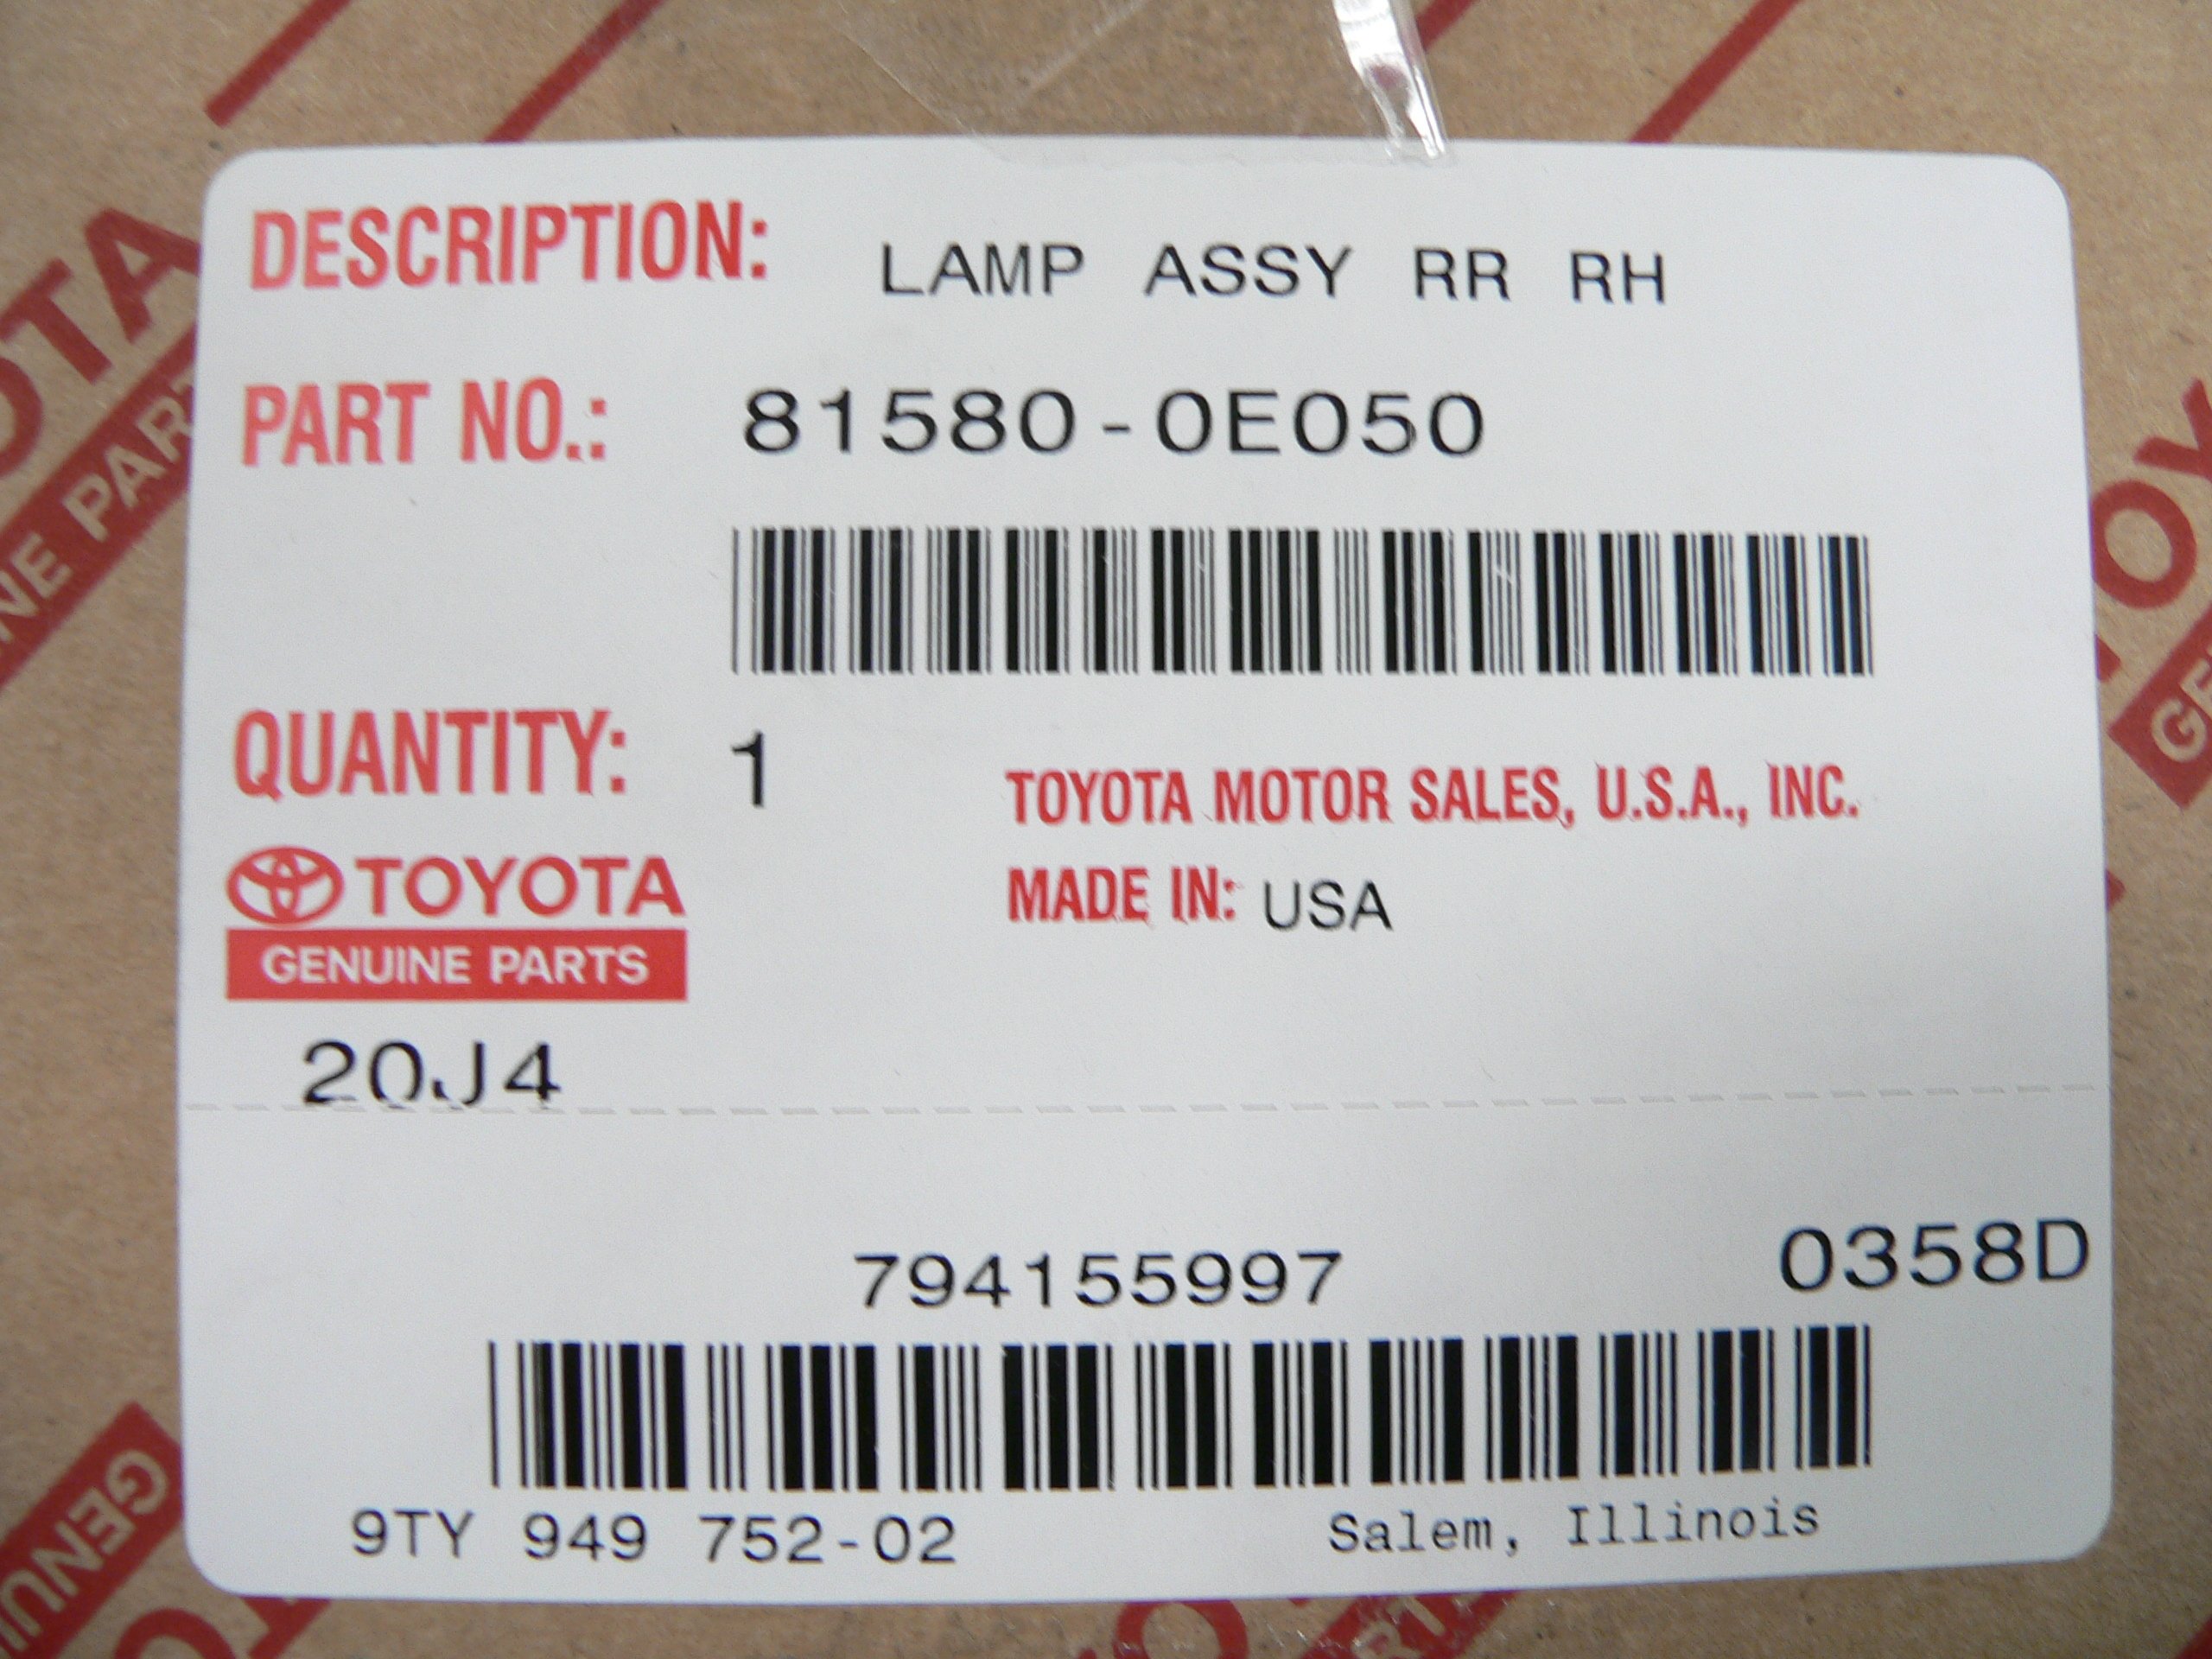 DESCRIPTION: LAMP ASSY RR RH
PART NO.: 81580-0E050
QUANTITY: 1
TOYOTA MOTOR SALES, U.S.A., INC.
MADE IN: USA
TOYOTA
GENUINE PARTS
20J4
794155997
0358D
9TY 949 752-02
Salem, Illinois